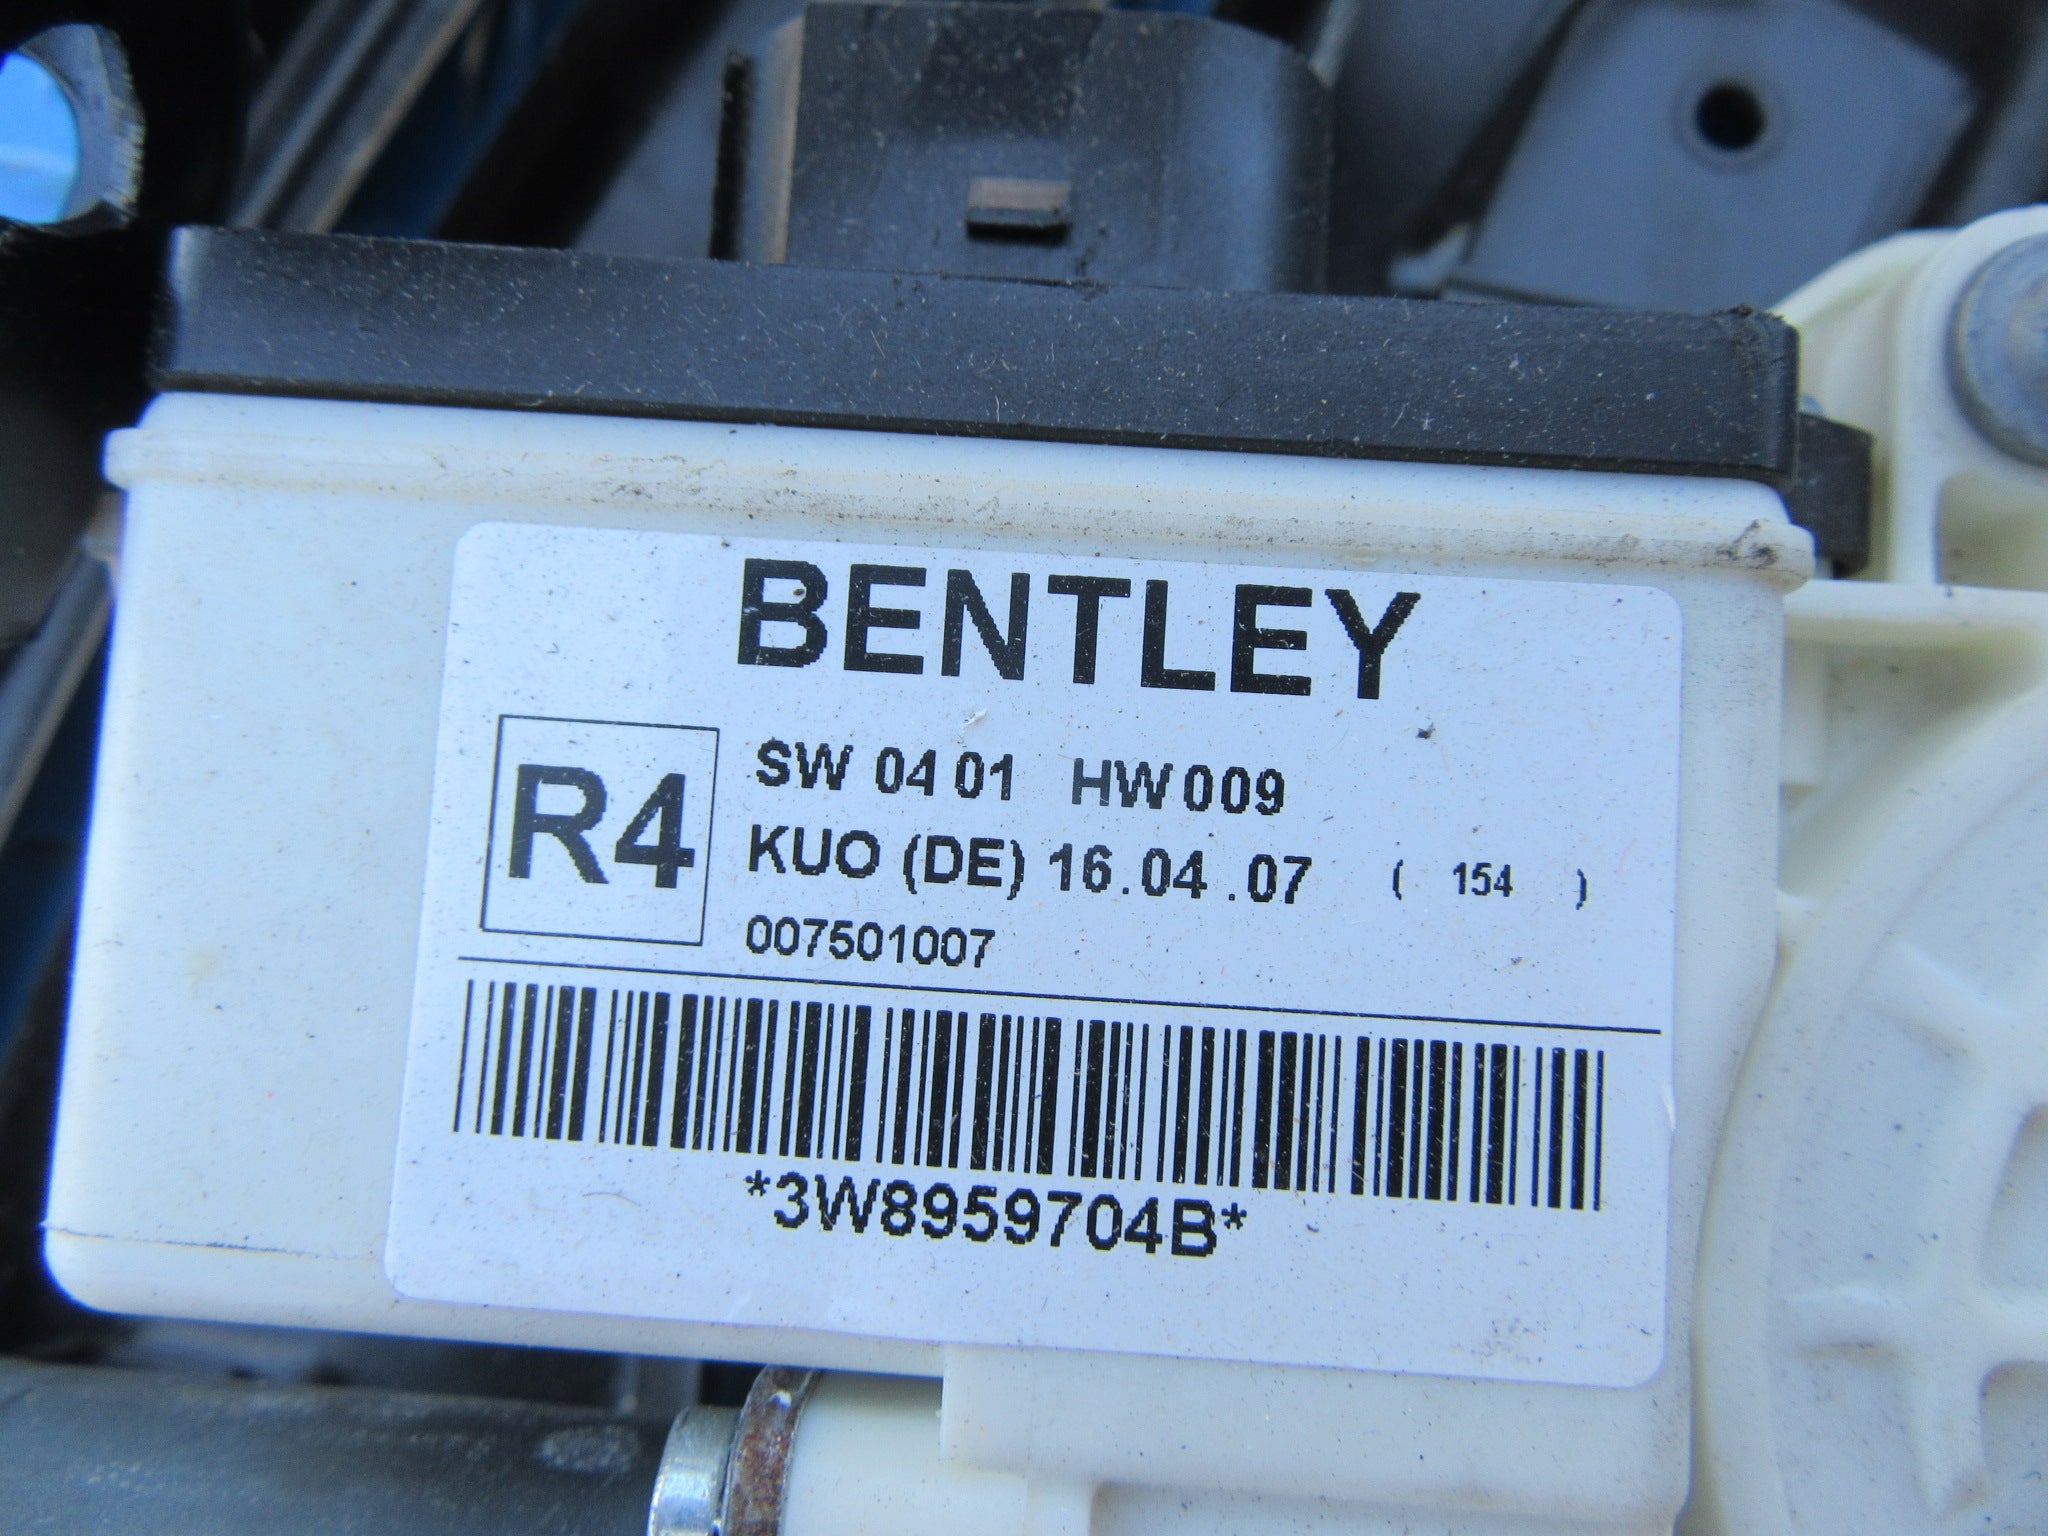 BENTLEY
R4
SW 04 01 HW 009
KUO (DE) 16.04.07 ( 154 )
007501007
*3W8959704B*